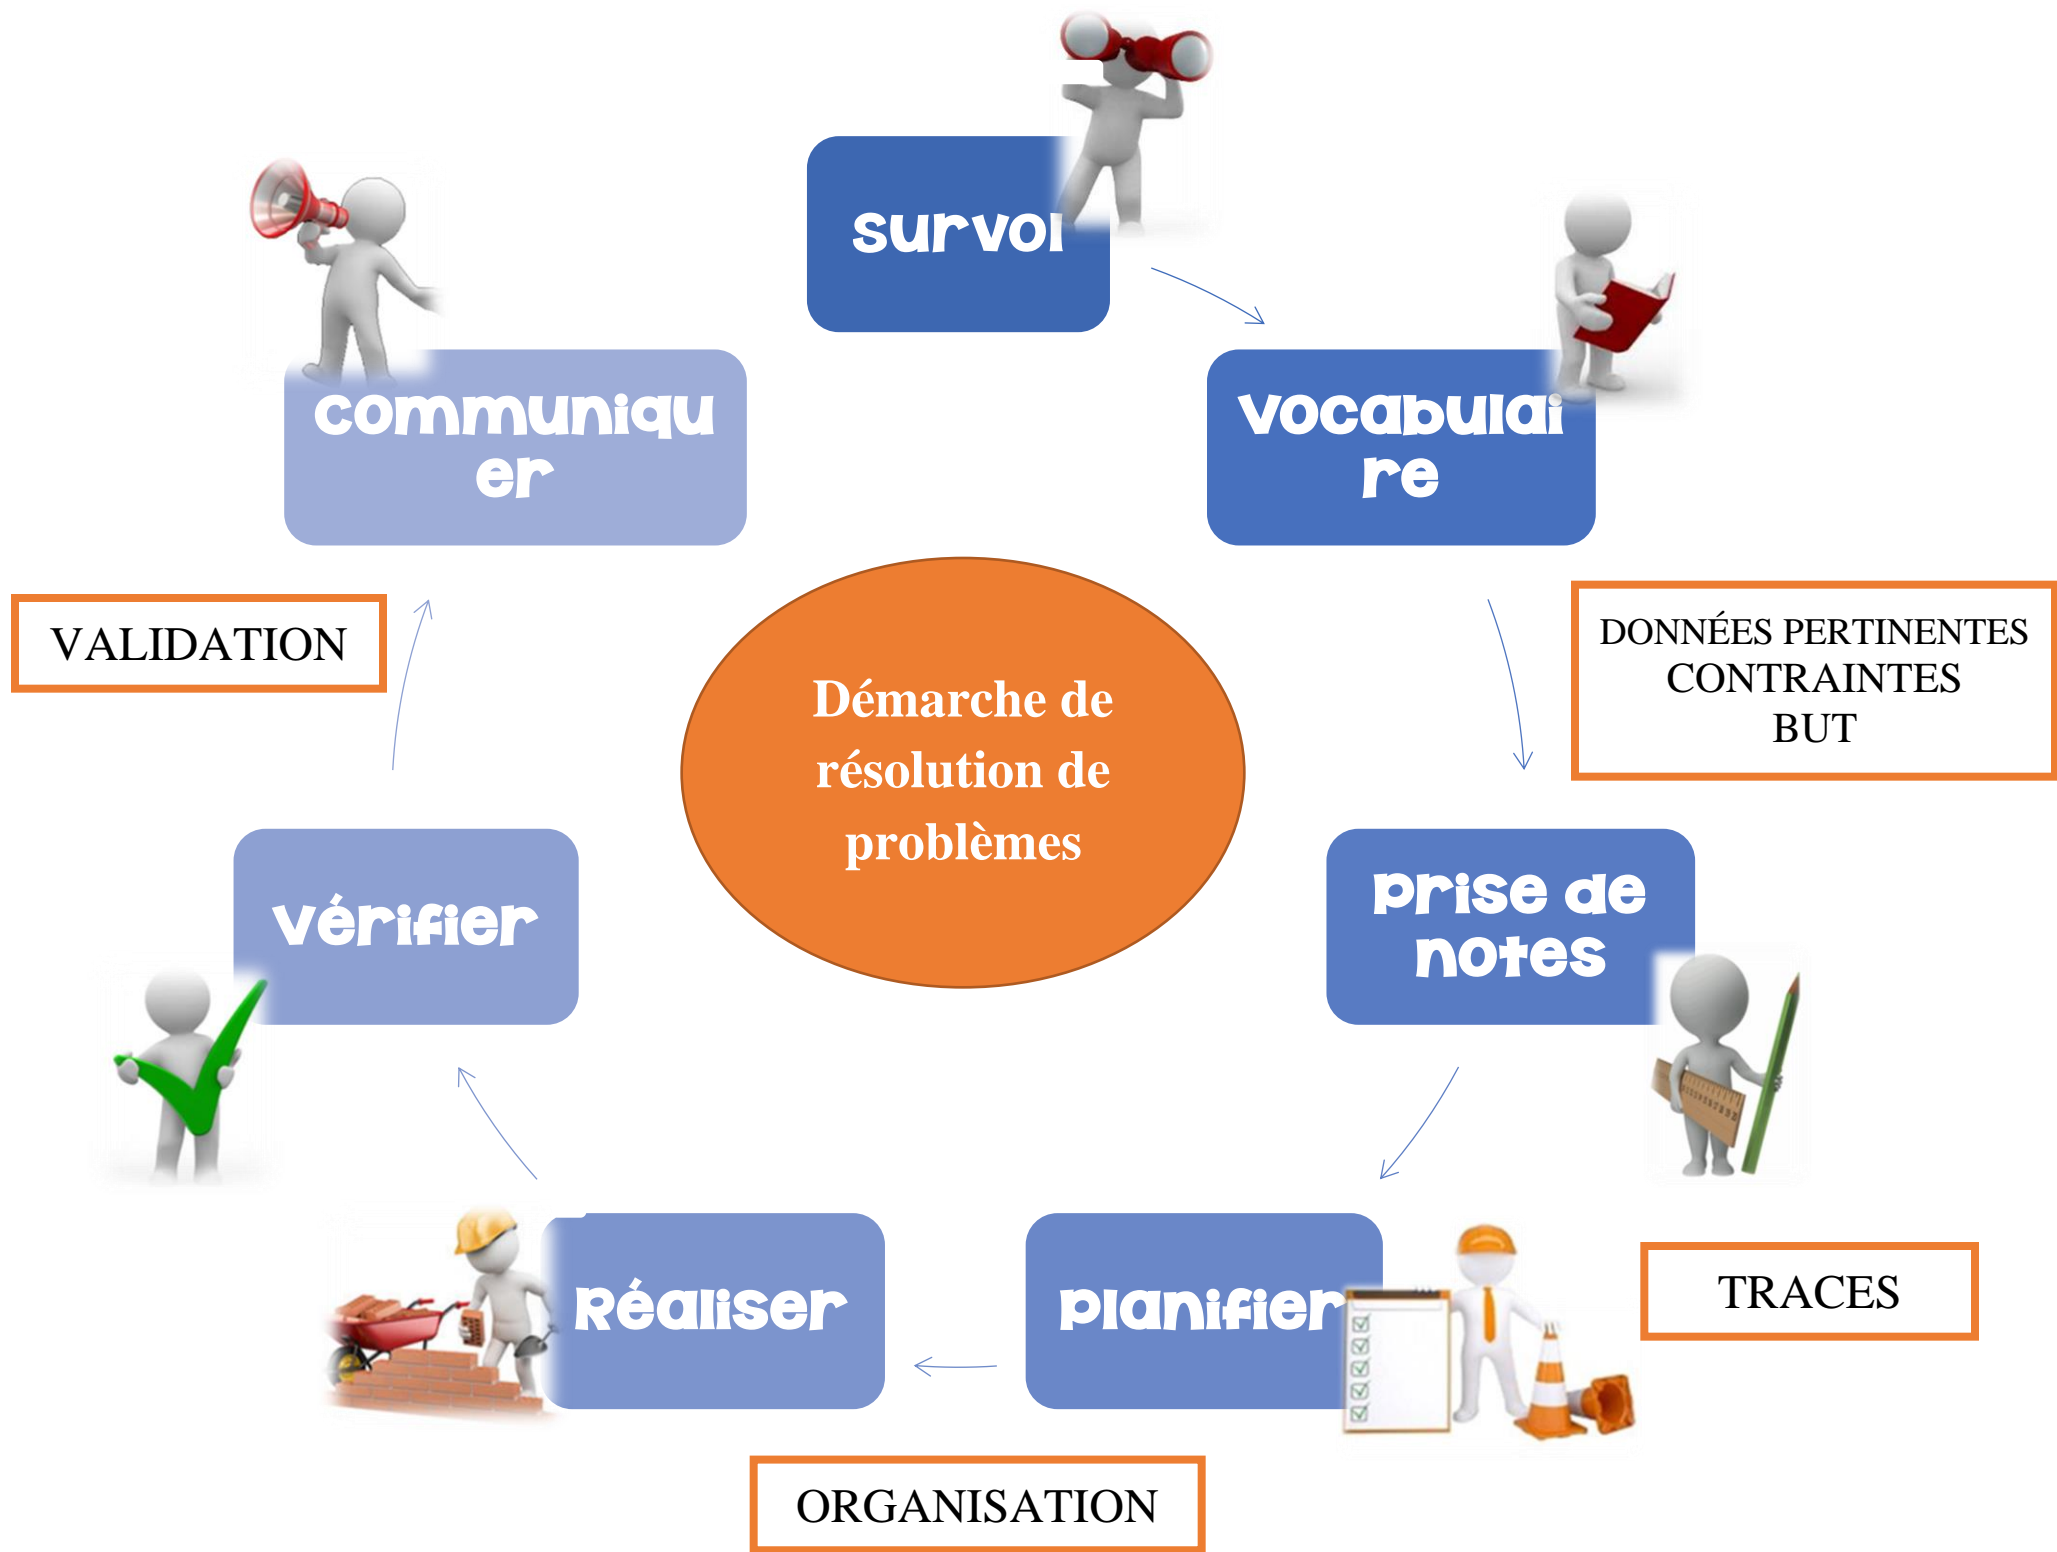 survol
vocabulai
re
DONNÉES PERTINENTES
CONTRAINTES
BUT
prise de
notes
TRACES
planifier
ORGANISATION
Réaliser
vérifier
VALIDATION
communiqu
er
Démarche de
résolution de
problèmes